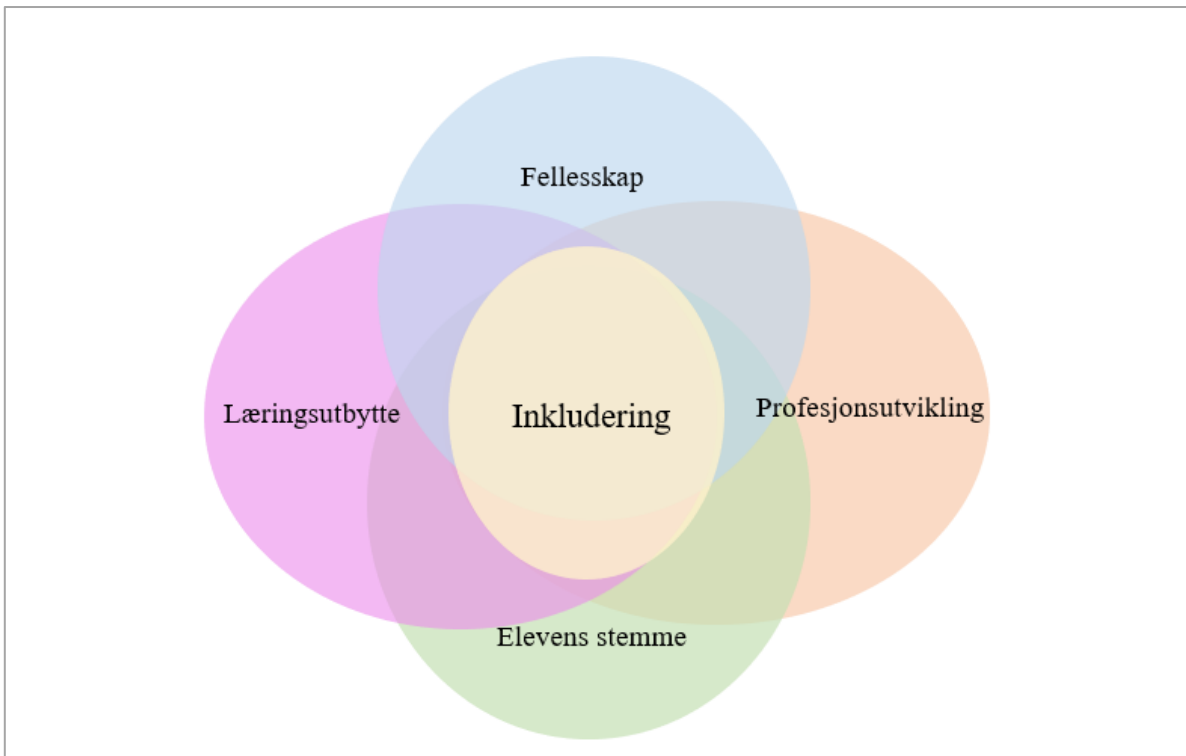 Fellesskap
Læringsutbytte
Inkludering
Profesjonsutvikling
Elevens stemme